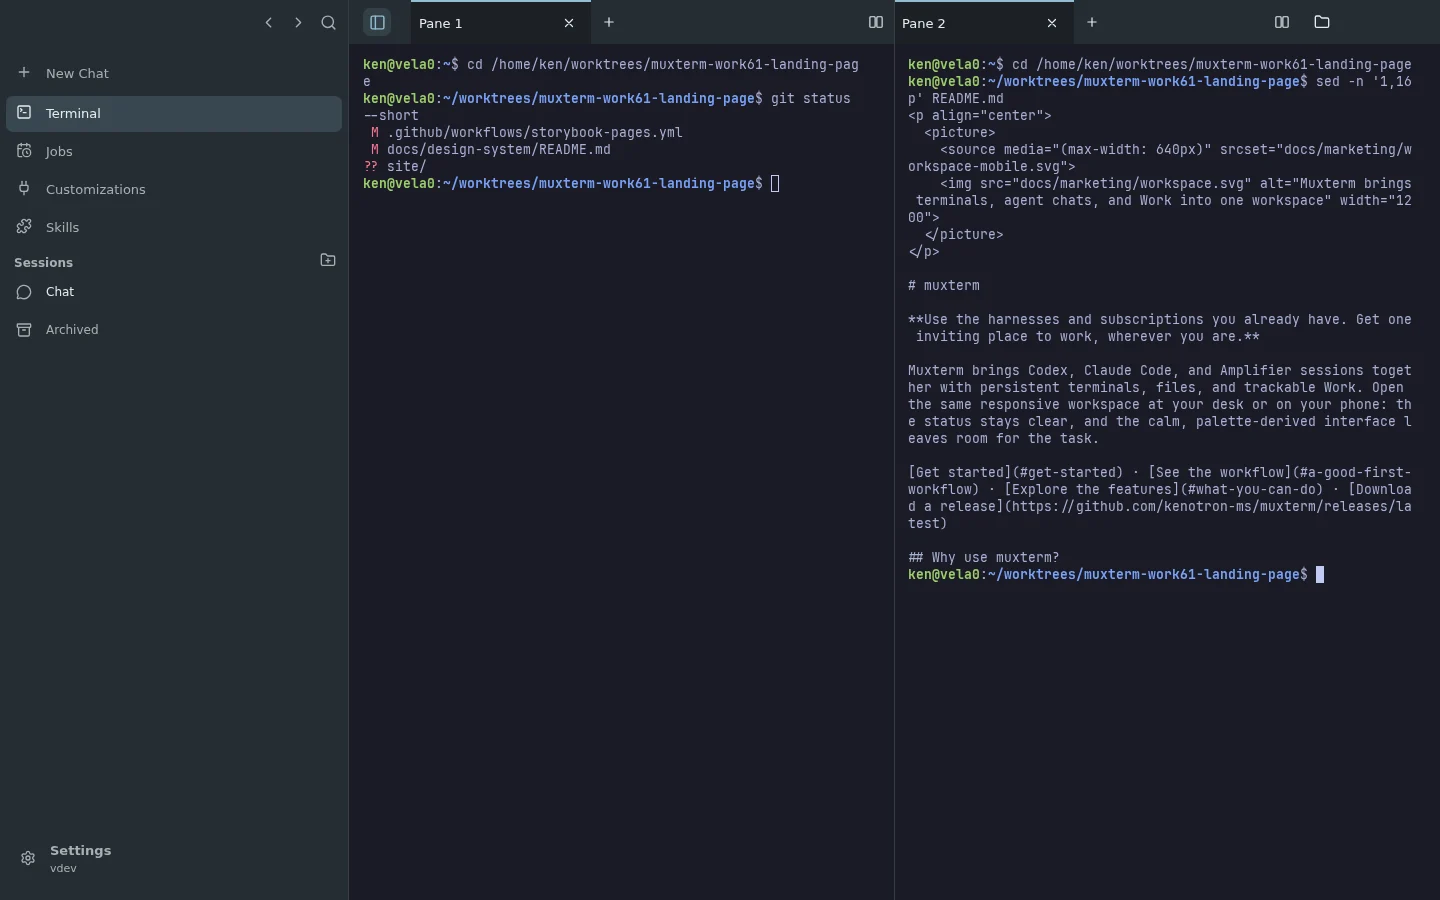 New Chat
Terminal
Jobs
Customizations
Skills
Sessions
Chat
Archived
Settings
vdev
Pane 1
ken@vela0:~$ cd /home/ken/worktrees/muxterm-work61-landing-pag
e
ken@vela0:~/worktrees/muxterm-work61-landing-page$ git status
--short
 M .github/workflows/storybook-pages.yml
 M docs/design-system/README.md
?? site/
ken@vela0:~/worktrees/muxterm-work61-landing-page$
Pane 2
ken@vela0:~$ cd /home/ken/worktrees/muxterm-work61-landing-page
ken@vela0:~/worktrees/muxterm-work61-landing-page$ sed -n '1,16
p' README.md
<p align="center">
  <picture>
    <source media="(max-width: 640px)" srcset="docs/marketing/w
orkspace-mobile.svg">
    <img src="docs/marketing/workspace.svg" alt="Muxterm brings
 terminals, agent chats, and Work into one workspace" width="12
00">
  </picture>
</p>
# muxterm
**Use the harnesses and subscriptions you already have. Get one
 inviting place to work, wherever you are.**
Muxterm brings Codex, Claude Code, and Amplifier sessions toget
her with persistent terminals, files, and trackable Work. Open
the same responsive workspace at your desk or on your phone: th
e status stays clear, and the calm, palette-derived interface l
eaves room for the task.
[Get started](#get-started) · [See the workflow](#a-good-first-
workflow) · [Explore the features](#what-you-can-do) · [Downloa
d a release](https://github.com/kenotron-ms/muxterm/releases/la
test)
## Why use muxterm?
ken@vela0:~/worktrees/muxterm-work61-landing-page$